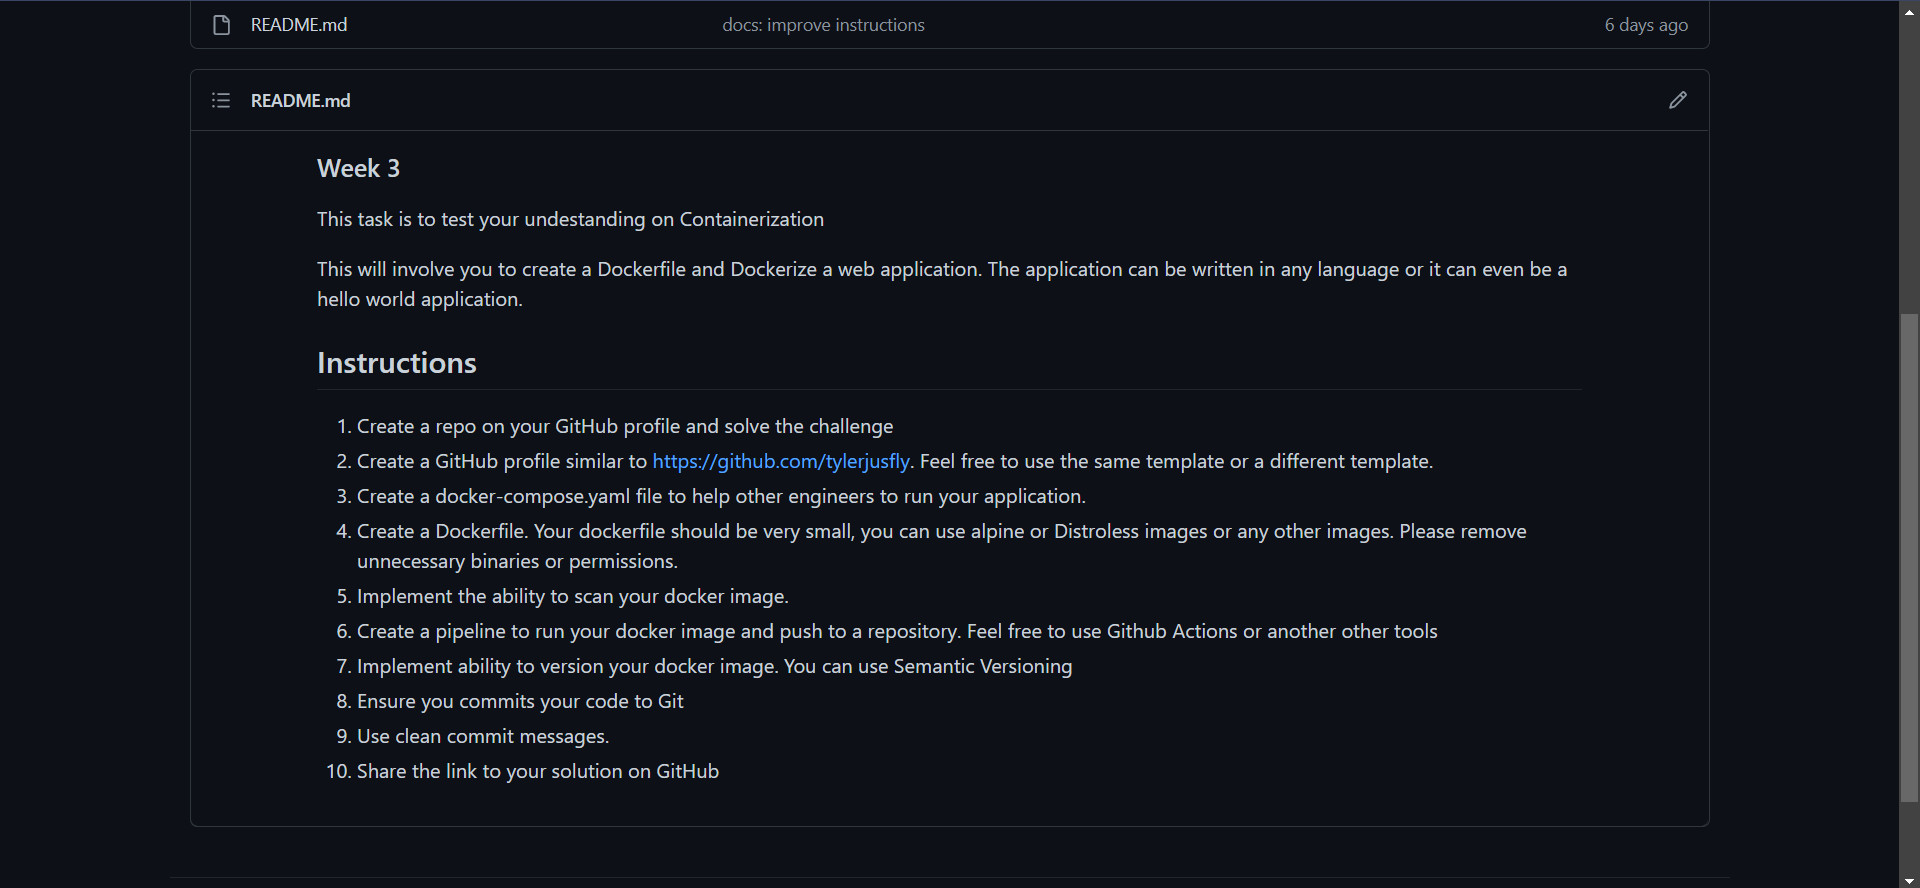 README.md docs: improve instructions 6 days ago
README.md
Week 3
This task is to test your undestanding on Containerization
This will involve you to create a Dockerfile and Dockerize a web application. The application can be written in any language or it can even be a
hello world application.
Instructions
1. Create a repo on your GitHub profile and solve the challenge
2. Create a GitHub profile similar to https://github.com/tylerjusfly. Feel free to use the same template or a different template.
3. Create a docker-compose.yaml file to help other engineers to run your application.
4. Create a Dockerfile. Your dockerfile should be very small, you can use alpine or Distroless images or any other images. Please remove
unnecessary binaries or permissions.
5. Implement the ability to scan your docker image.
6. Create a pipeline to run your docker image and push to a repository. Feel free to use Github Actions or another other tools
7. Implement ability to version your docker image. You can use Semantic Versioning
8. Ensure you commits your code to Git
9. Use clean commit messages.
10. Share the link to your solution on GitHub